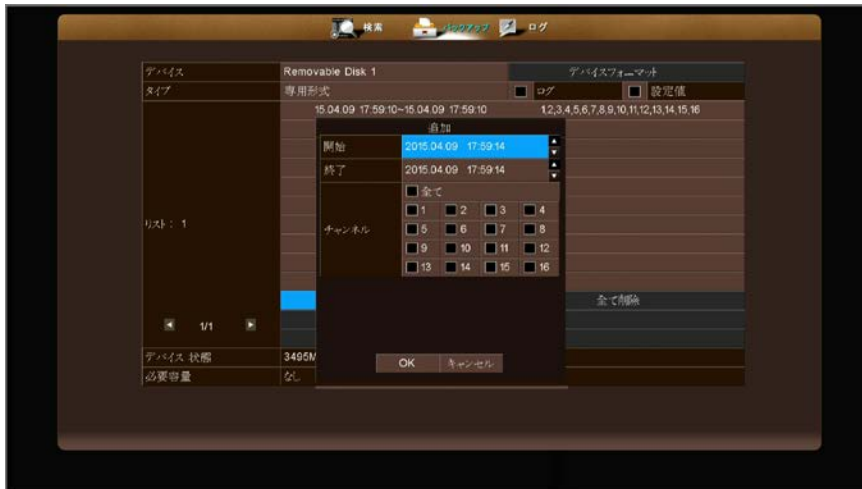 検索 バックアップ ログ
デバイス Removable Disk 1 デバイスフォーマット
タイプ 専用形式 ログ 設定値
15.04.09 17:59:10~15.04.09 17:59:10 1,2,3,4,5,6,7,8,9,10,11,12,13,14,15,16
追加
開始 2015.04.09 17:59:14
終了 2015.04.09 17:59:14
全て
チャンネル
1 2 3 4
5 6 7 8
9 10 11 12
13 14 15 16
リスト: 1
全て削除
1/1
OK キャンセル
デバイス 状態 3495M
必要容量 なし